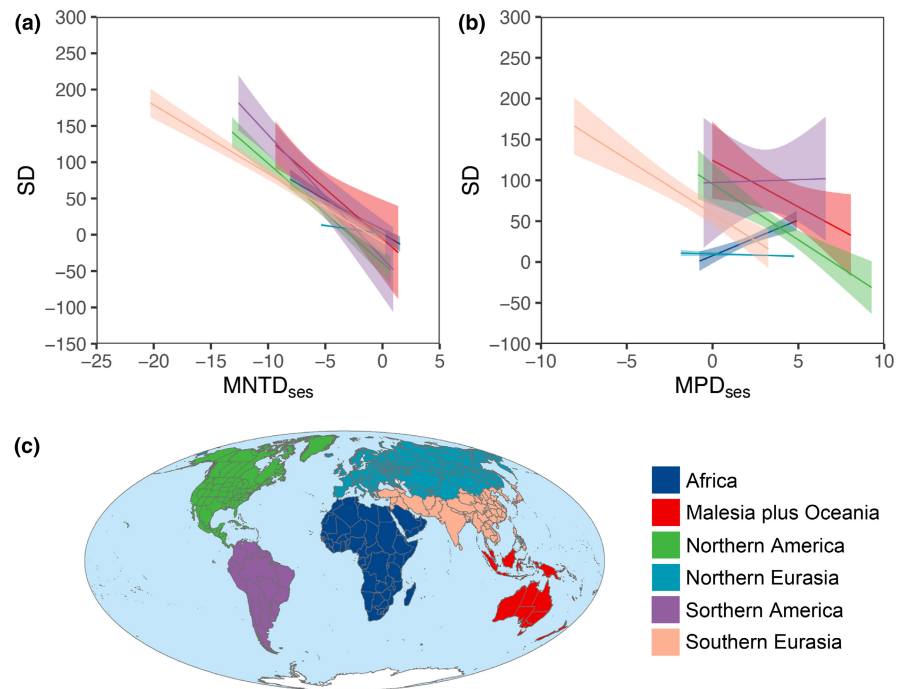 (a)
300
250
200
150
100
50
0
−50
−100
−150
SD
−25 −20 −15 −10 −5 0 5
MNTDses
(b)
300
250
200
150
100
50
0
−50
−100
SD
−10 −5 0 5 10
MPDses
(c)
Africa
Malesia plus Oceania
Northern America
Northern Eurasia
Sorthern America
Southern Eurasia